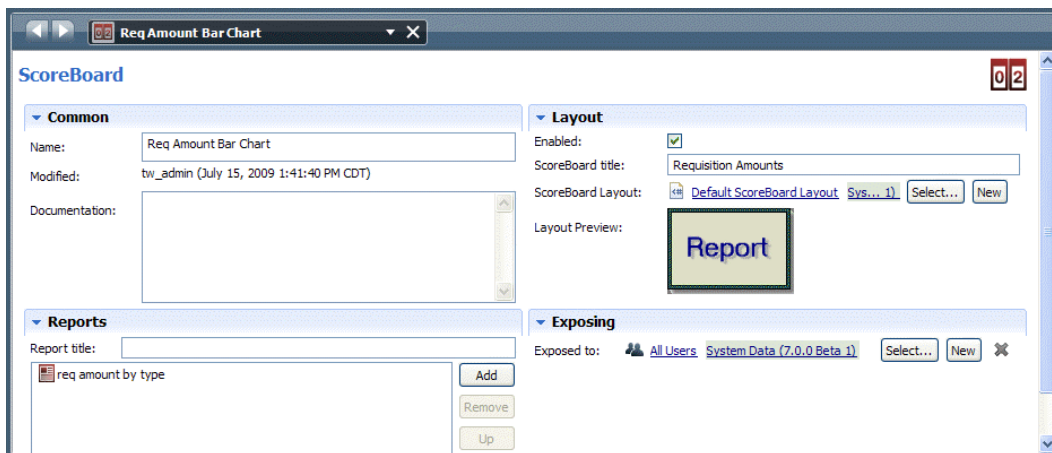 Req Amount Bar Chart
ScoreBoard
02
Common
Name: Req Amount Bar Chart
Modified: tw_admin (July 15, 2009 1:41:40 PM CDT)
Documentation:
Layout
Enabled:
ScoreBoard title: Requisition Amounts
ScoreBoard Layout: Default ScoreBoard Layout Sys... 1) Select... New
Layout Preview: Report
Reports
Report title:
req amount by type
Add
Remove
Up
Exposing
Exposed to: All Users System Data (7.0.0 Beta 1) Select... New